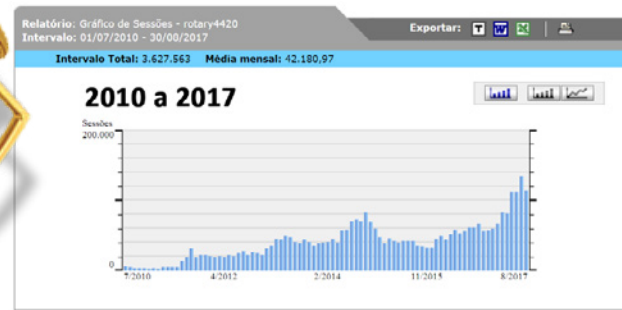 Relatório: Gráfico de Sessões - rotary4420
Intervalo: 01/07/2010 - 30/08/2017
Exportar: T W X
Intervalo Total: 3.627.563 Média mensal: 42.180,97
2010 a 2017
Sessões
200.000
0
7/2010 4/2012 2/2014 11/2015 8/2017